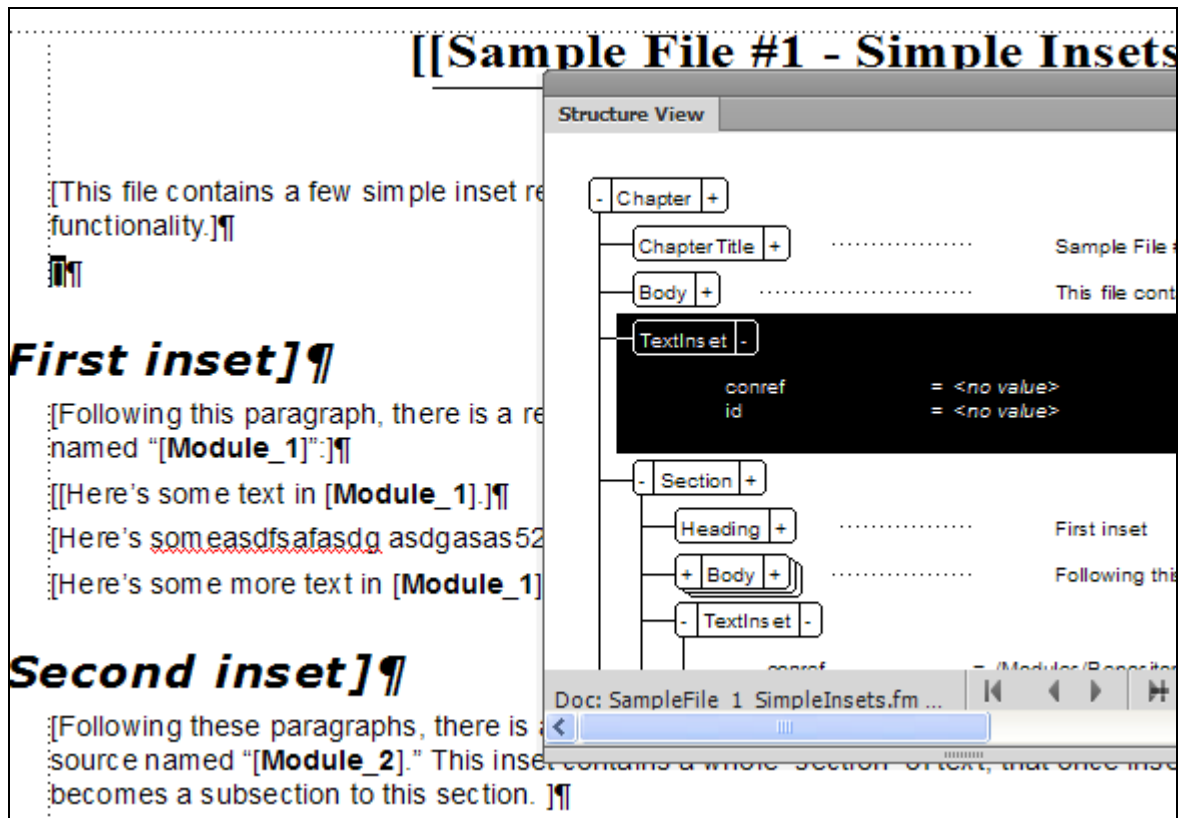 [[Sample File #1 - Simple Insets
[This file contains a few simple inset re
functionality.]¶
[]¶
First inset]¶
[Following this paragraph, there is a re
named “[Module_1]”:]¶
[[Here’s some text in [Module_1].]¶
[Here’s someasdfsafasdg asdgasas52
[Here’s some more text in [Module_1]
Second inset]¶
[Following these paragraphs, there is a
source named “[Module_2].” This inset contains a whole “section” of text, that once inse
becomes a subsection to this section. ]¶
Structure View
- Chapter +
ChapterTitle + Sample File #
Body + This file cont
TextInset -
conref = <no value>
id = <no value>
- Section +
Heading + First inset
+ Body + Following this
- TextInset -
conref = /Modules/Repositor
Doc: SampleFile_1_SimpleInsets.fm ...